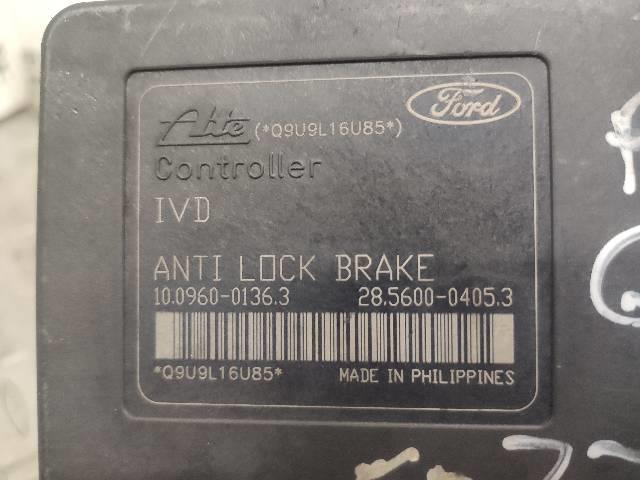 Ate (*Q9U9L16U85*) Ford
Controller
IVD
ANTI LOCK BRAKE
10.0960-0136.3 28.5600-0405.3
*Q9U9L16U85* MADE IN PHILIPPINES